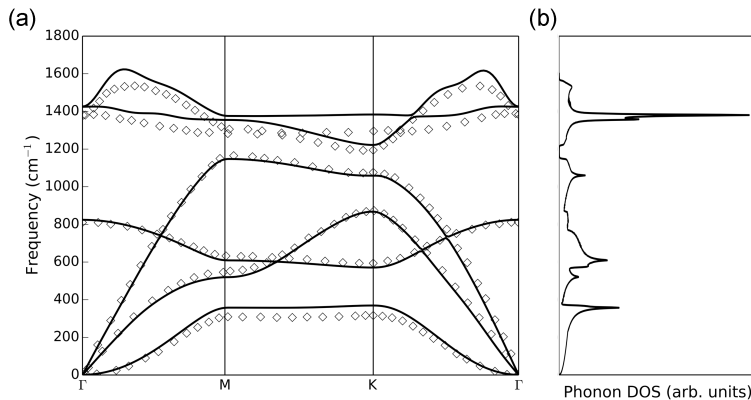 (a)
(b)
1800
1600
1400
1200
1000
800
600
400
200
0
Frequency (cm⁻¹)
Γ M K Γ
Phonon DOS (arb. units)